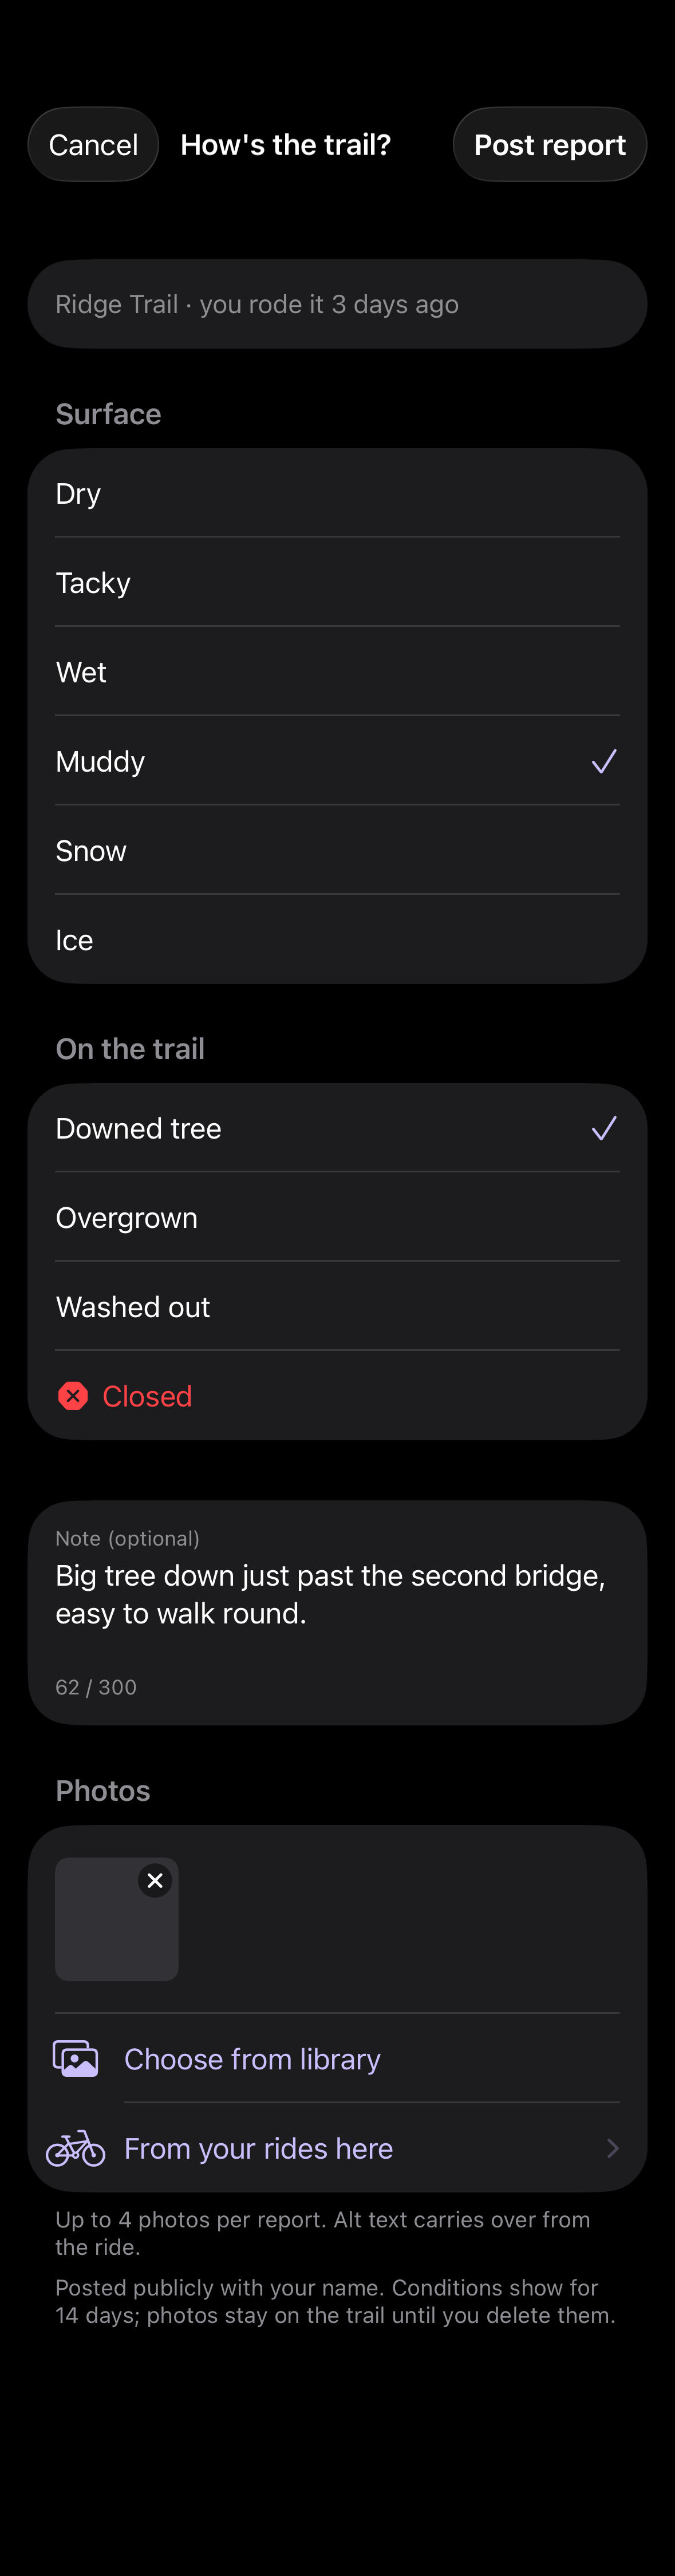 Cancel
How's the trail?
Post report
Ridge Trail · you rode it 3 days ago
Surface
Dry
Tacky
Wet
Muddy
Snow
Ice
On the trail
Downed tree
Overgrown
Washed out
Closed
Note (optional)
Big tree down just past the second bridge,
easy to walk round.
62 / 300
Photos
Choose from library
From your rides here
Up to 4 photos per report. Alt text carries over from
the ride.
Posted publicly with your name. Conditions show for
14 days; photos stay on the trail until you delete them.